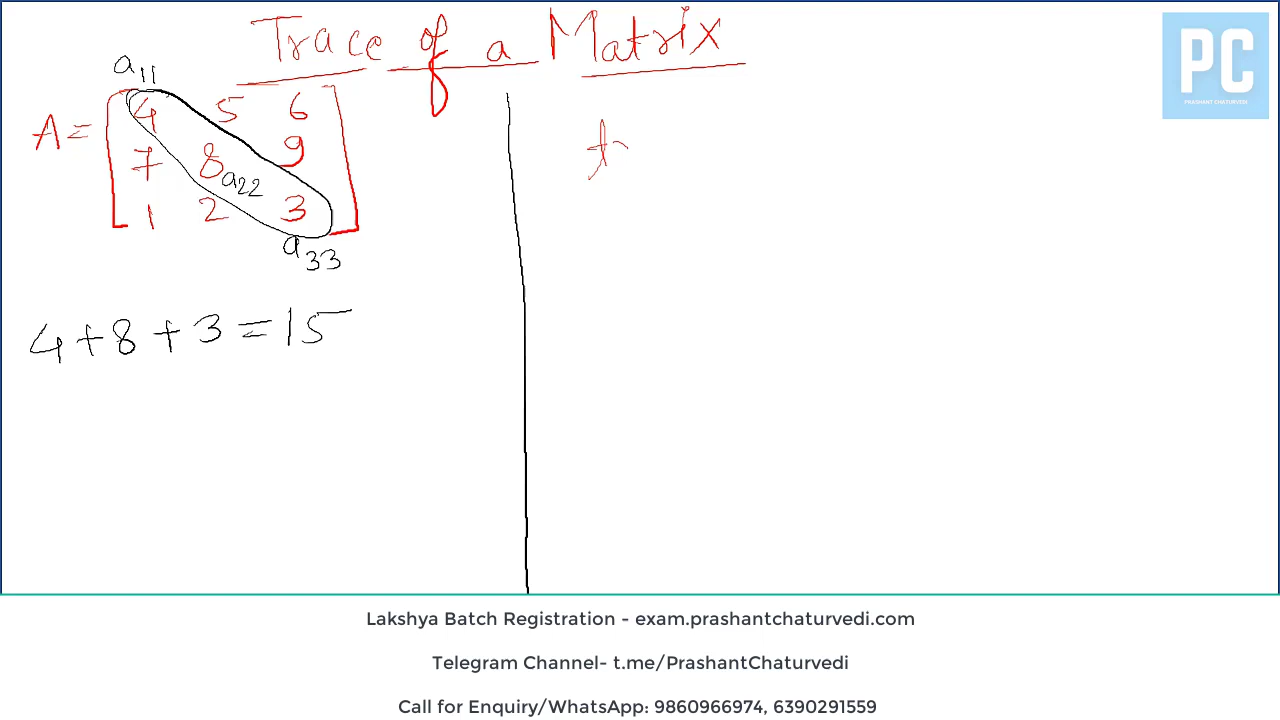 Trace of a Matrix
PC
PRASHANT CHATURVEDI
a11
A = [4 5 6
7 8 9
a22
1 2 3]
a33
t
4+8+3=15
Lakshya Batch Registration - exam.prashantchaturvedi.com
Telegram Channel- t.me/PrashantChaturvedi
Call for Enquiry/WhatsApp: 9860966974, 6390291559